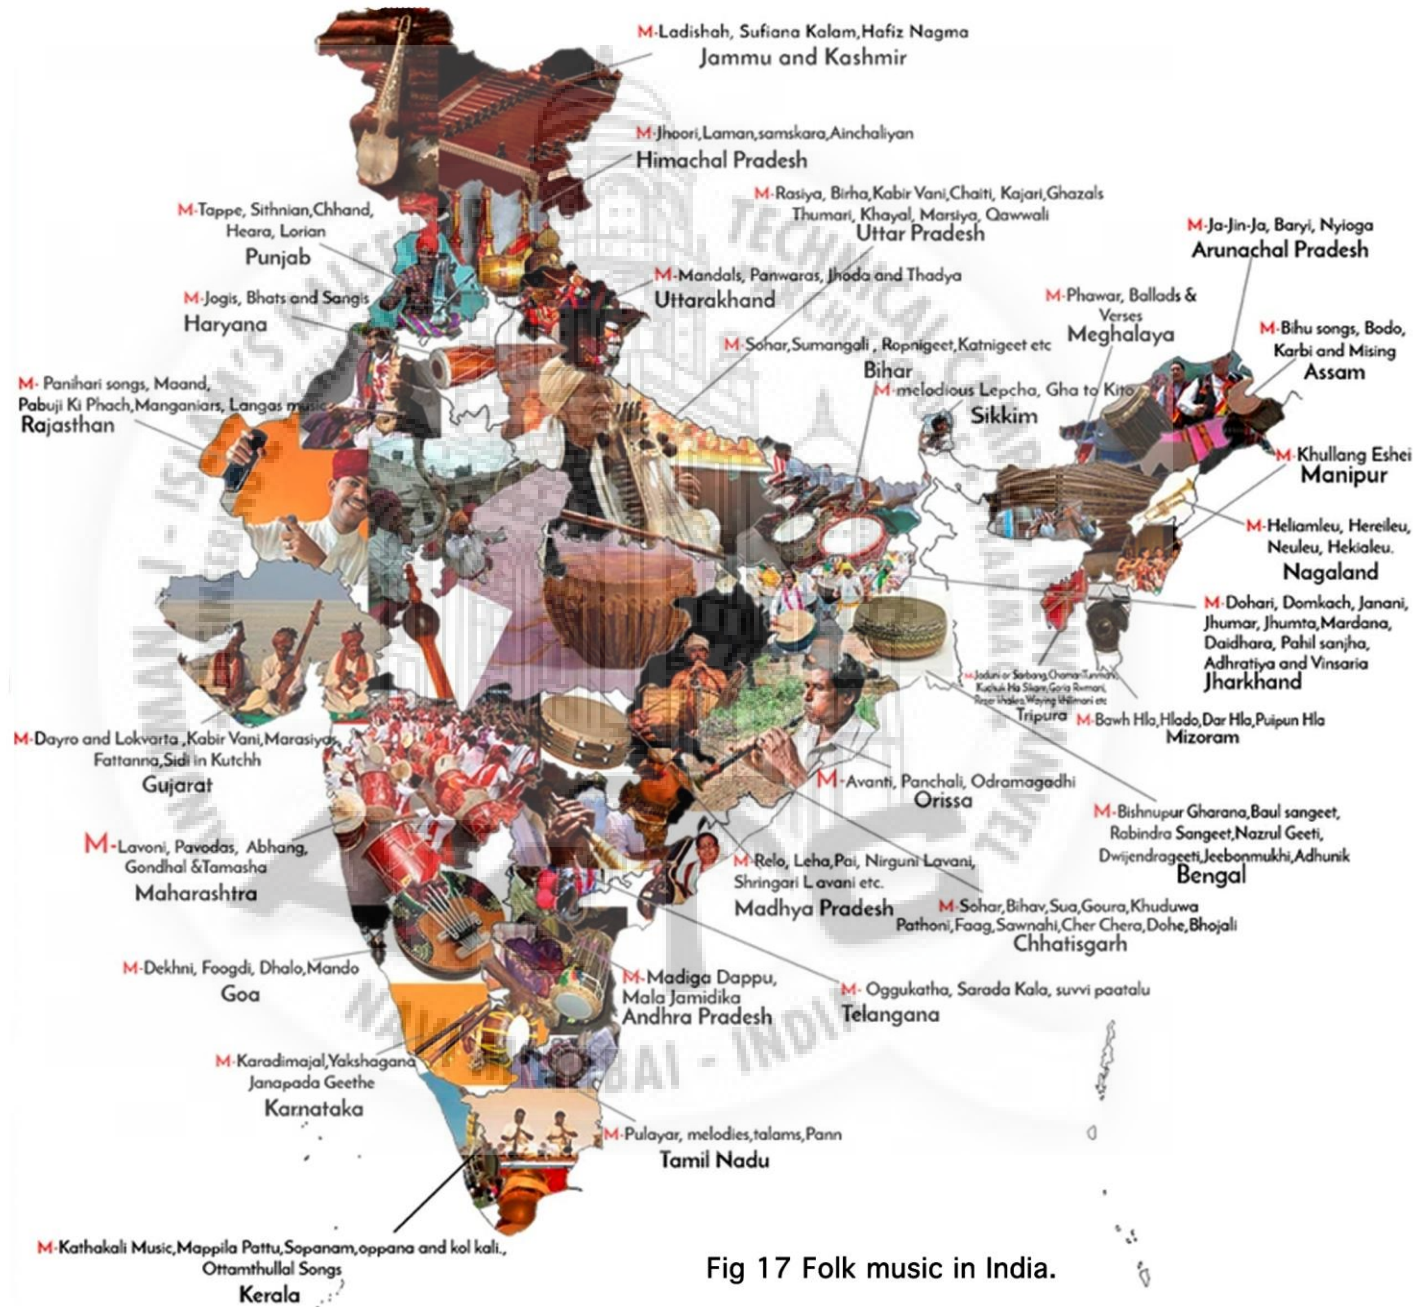 M-Ladishah, Sufiana Kalam,Hafiz Nagma
Jammu and Kashmir
M-Jhoori,Laman,samskara,Ainchaliyan
Himachal Pradesh
M-Rasiya, Birha,Kabir Vani,Chaiti, Kajari,Ghazals
Thumari, Khayal, Marsiya, Qawwali
Uttar Pradesh
M-Tappe, Sithnian,Chhand,
Heara, Lorian
Punjab
M-Ja-Jin-Ja, Baryi, Nyioga
Arunachal Pradesh
M-Mandals, Panwaras, Jhoda and Thadya
Uttarakhand
M-Jogis, Bhats and Sangis
Haryana
M-Phawar, Ballads &
Verses
Meghalaya
M-Bihu songs, Bodo,
Karbi and Mising
Assam
M-Sohar,Sumangali , Ropnigeet,Katnigeet etc
Bihar
M-melodious Lepcha, Gha to Kito
Sikkim
M- Panihari songs, Maand,
Pabuji Ki Phach,Manganiars, Langas music
Rajasthan
M-Khullang Eshei
Manipur
M-Heliamleu, Hereileu,
Neuleu, Hekialeu.
Nagaland
M-Dohari, Domkach, Janani,
Jhumar, Jhumta,Mardana,
Daidhara, Pahil sanjha,
Adhratiya and Vinsaria
Jharkhand
Tripura
M-Bawh Hla,Hlado,Dar Hla,Puipun Hla
Mizoram
M-Dayro and Lokvarta ,Kabir Vani,Marasiyas
Fattanna,Sidi in Kutchh
Gujarat
M-Avanti, Panchali, Odramagadhi
Orissa
M-Bishnupur Gharana,Baul sangeet,
Rabindra Sangeet,Nazrul Geeti,
Dwijendrageeti,Jeebonmukhi,Adhunik
Bengal
M-Lavoni, Pavodas, Abhang,
Gondhal &Tamasha
Maharashtra
M-Relo, Leha,Pai, Nirguni Lavani,
Shringari Lavani etc.
Madhya Pradesh
M-Sohar,Bihav,Sua,Goura,Khuduwa
Pathoni,Faag,Sawnahi,Cher Chera,Dohe,Bhojali
Chhatisgarh
M-Dekhni, Foogdi, Dhalo,Mando
Goa
M-Madiga Dappu,
Mala Jamidika
Andhra Pradesh
M- Oggukatha, Sarada Kala, suvvi paatalu
Telangana
M-Karadimajal,Yakshagana
Janapada Geethe
Karnataka
M-Pulayar, melodies,talams,Pann
Tamil Nadu
M-Kathakali Music,Mappila Pattu,Sopanam,oppana and kol kali.,
Ottamthullal Songs
Kerala
Fig 17 Folk music in India.